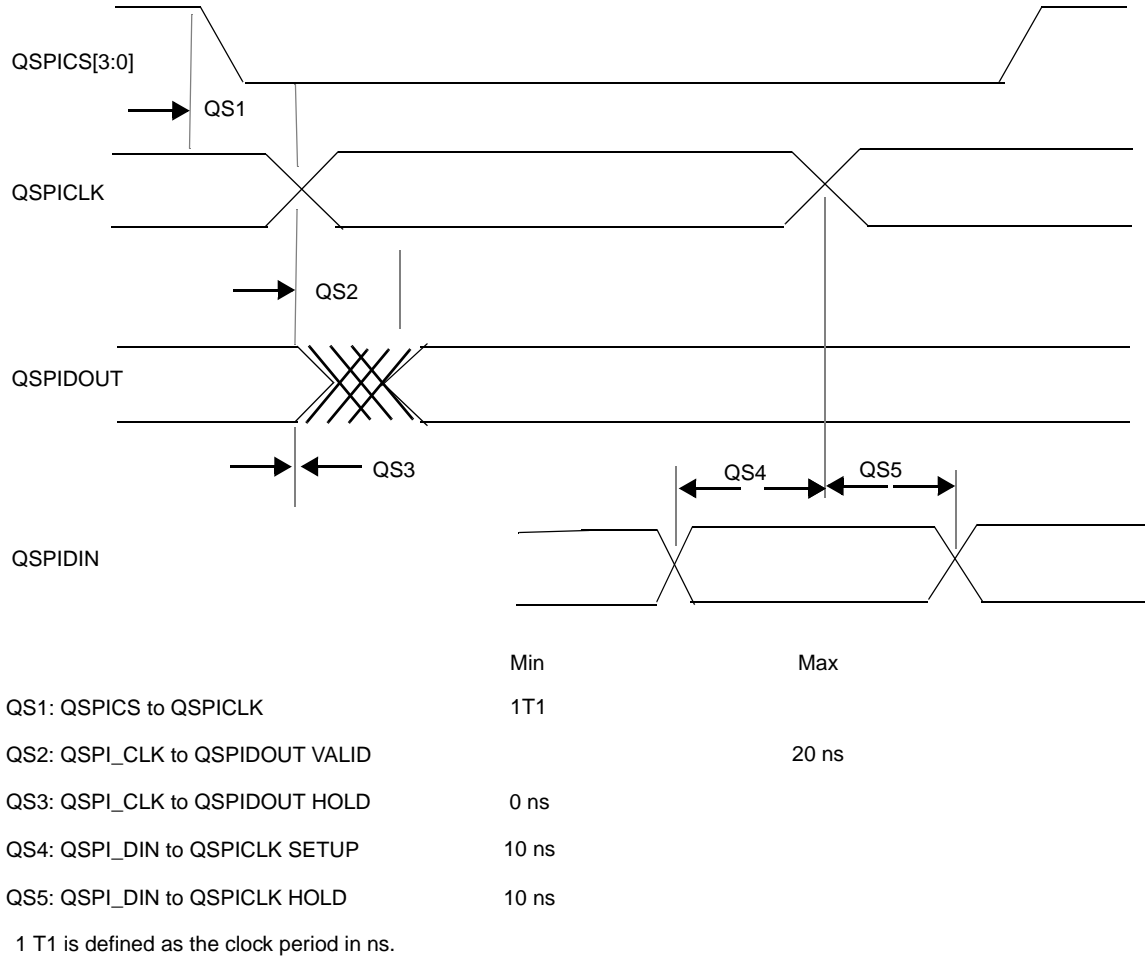 QSPICS[3:0]
QS1
QSPICLK
QS2
QSPIDOUT
QS3
QS4
QS5
QSPIDIN
Min Max
QS1: QSPICS to QSPICLK 1T1
QS2: QSPI_CLK to QSPIDOUT VALID 20 ns
QS3: QSPI_CLK to QSPIDOUT HOLD 0 ns
QS4: QSPI_DIN to QSPICLK SETUP 10 ns
QS5: QSPI_DIN to QSPICLK HOLD 10 ns
1 T1 is defined as the clock period in ns.